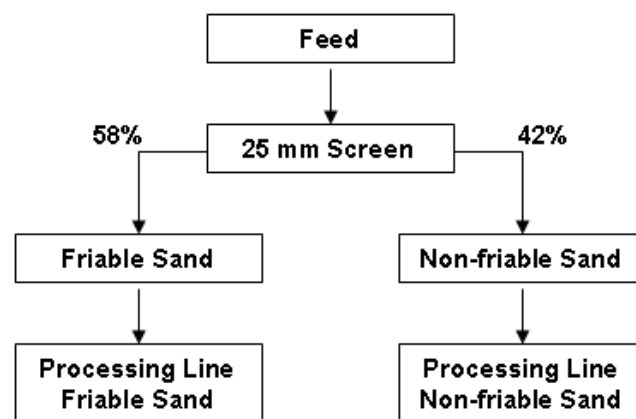 Feed
58%
25 mm Screen
42%
Friable Sand
Non-friable Sand
Processing Line
Friable Sand
Processing Line
Non-friable Sand